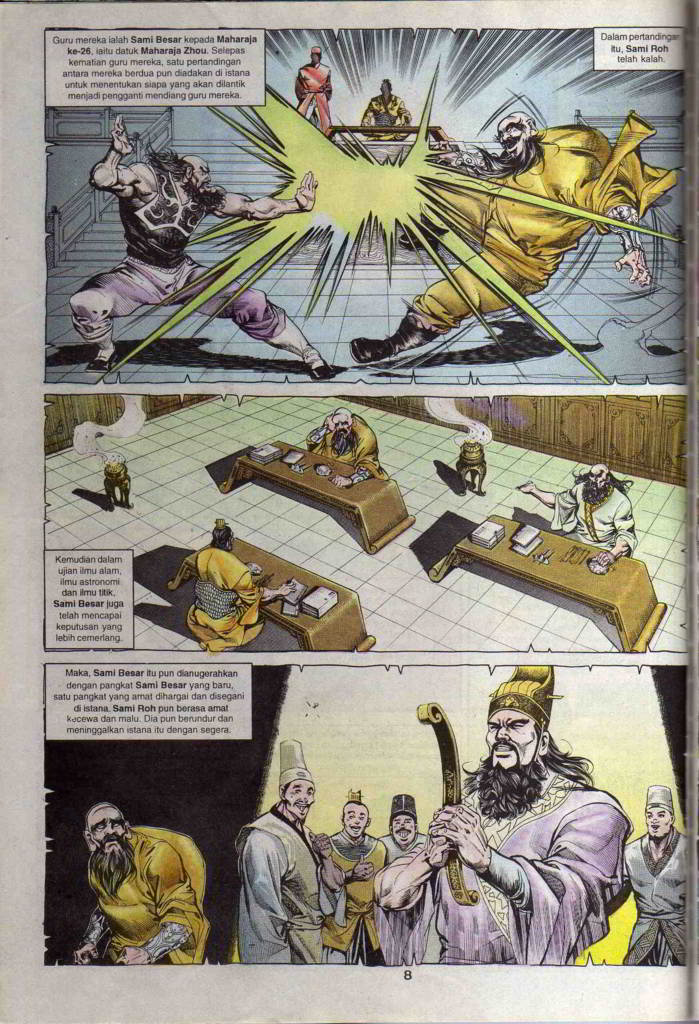 Guru mereka ialah Sami Besar kepada Maharaja
ke-26, iaitu datuk Maharaja Zhou. Selepas
kematian guru mereka, satu pertandingan
antara mereka berdua pun diadakan di istana
untuk menentukan siapa yang akan dilantik
menjadi pengganti mendiang guru mereka.
Dalam pertandingan
itu, Sami Roh
telah kalah.
Kemudian dalam
ujian ilmu alam,
ilmu astronomi
dan ilmu titik,
Sami Besar juga
telah mencapai
keputusan yang
lebih cemerlang.
Maka, Sami Besar itu pun dianugerahkan
dengan pangkat Sami Besar yang baru,
satu pangkat yang amat dihargai dan disegani
di istana. Sami Roh pun berasa amat
kecewa dan malu. Dia pun berundur dan
meninggalkan istana itu dengan segera.
8